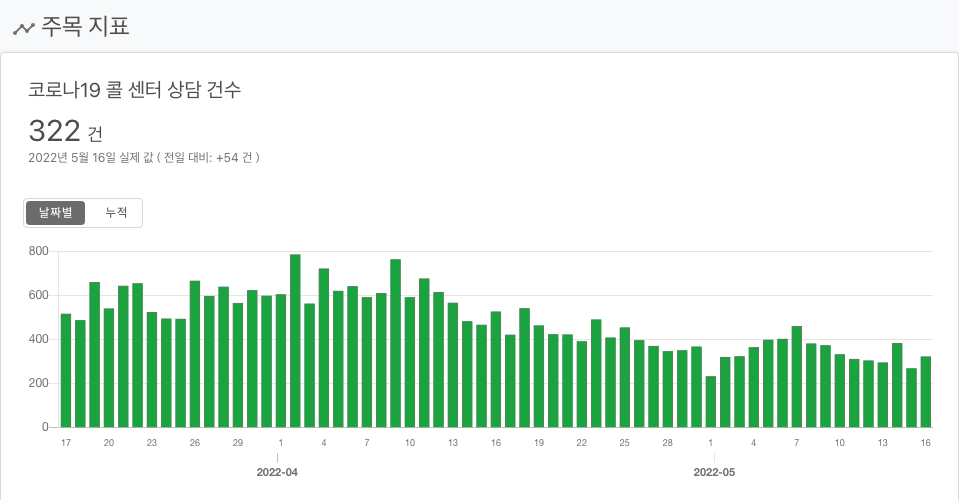 주목 지표
코로나19 콜 센터 상담 건수
322 건
2022년 5월 16일 실제 값 ( 전일 대비: +54 건 )
날짜별 누적
800
600
400
200
0
17 20 23 26 29 1 4 7 10 13 16 19 22 25 28 1 4 7 10 13 16
2022-04 2022-05